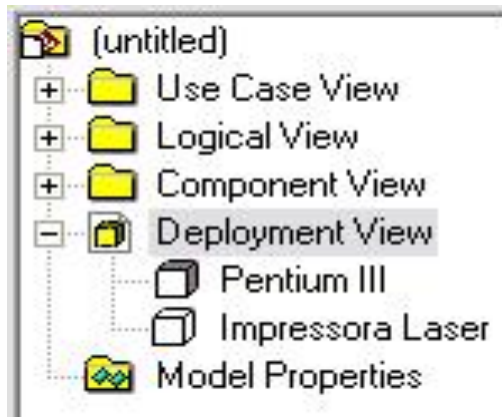 (untitled)
Use Case View
Logical View
Component View
Deployment View
Pentium III
Impressora Laser
Model Properties